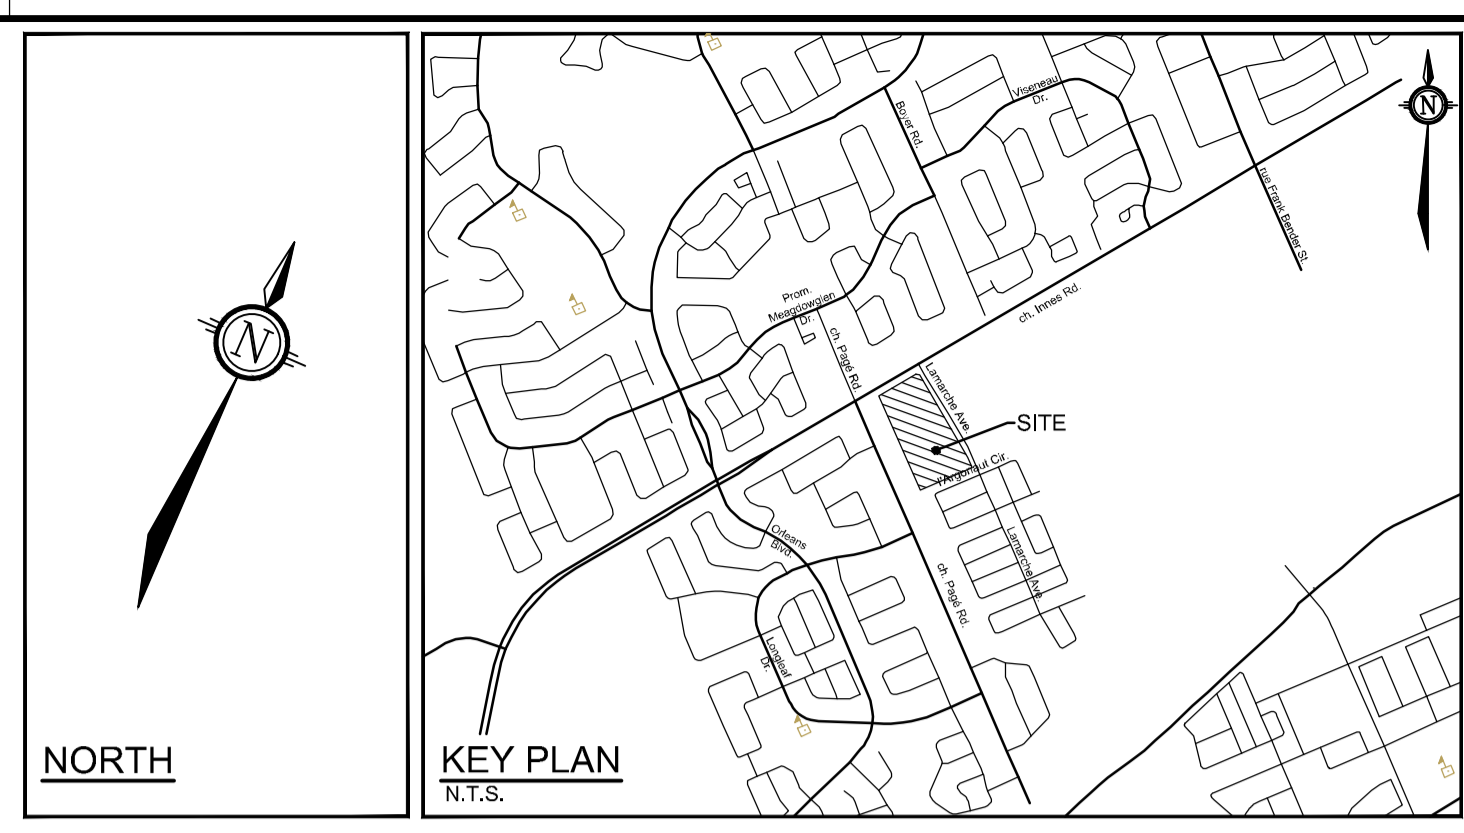 N
NORTH
N
Viseneau
Dr.
Boyer Rd.
rue Frank Bender St.
Prom.
Meagdowglen
Dr.
ch. Innes Rd.
ch. Pagé Rd.
Lamarche Ave.
SITE
l'Argonaut Cir.
Orleans
Blvd.
Lamarche Ave.
ch. Pagé Rd.
Longleaf
Dr.
KEY PLAN
N.T.S.